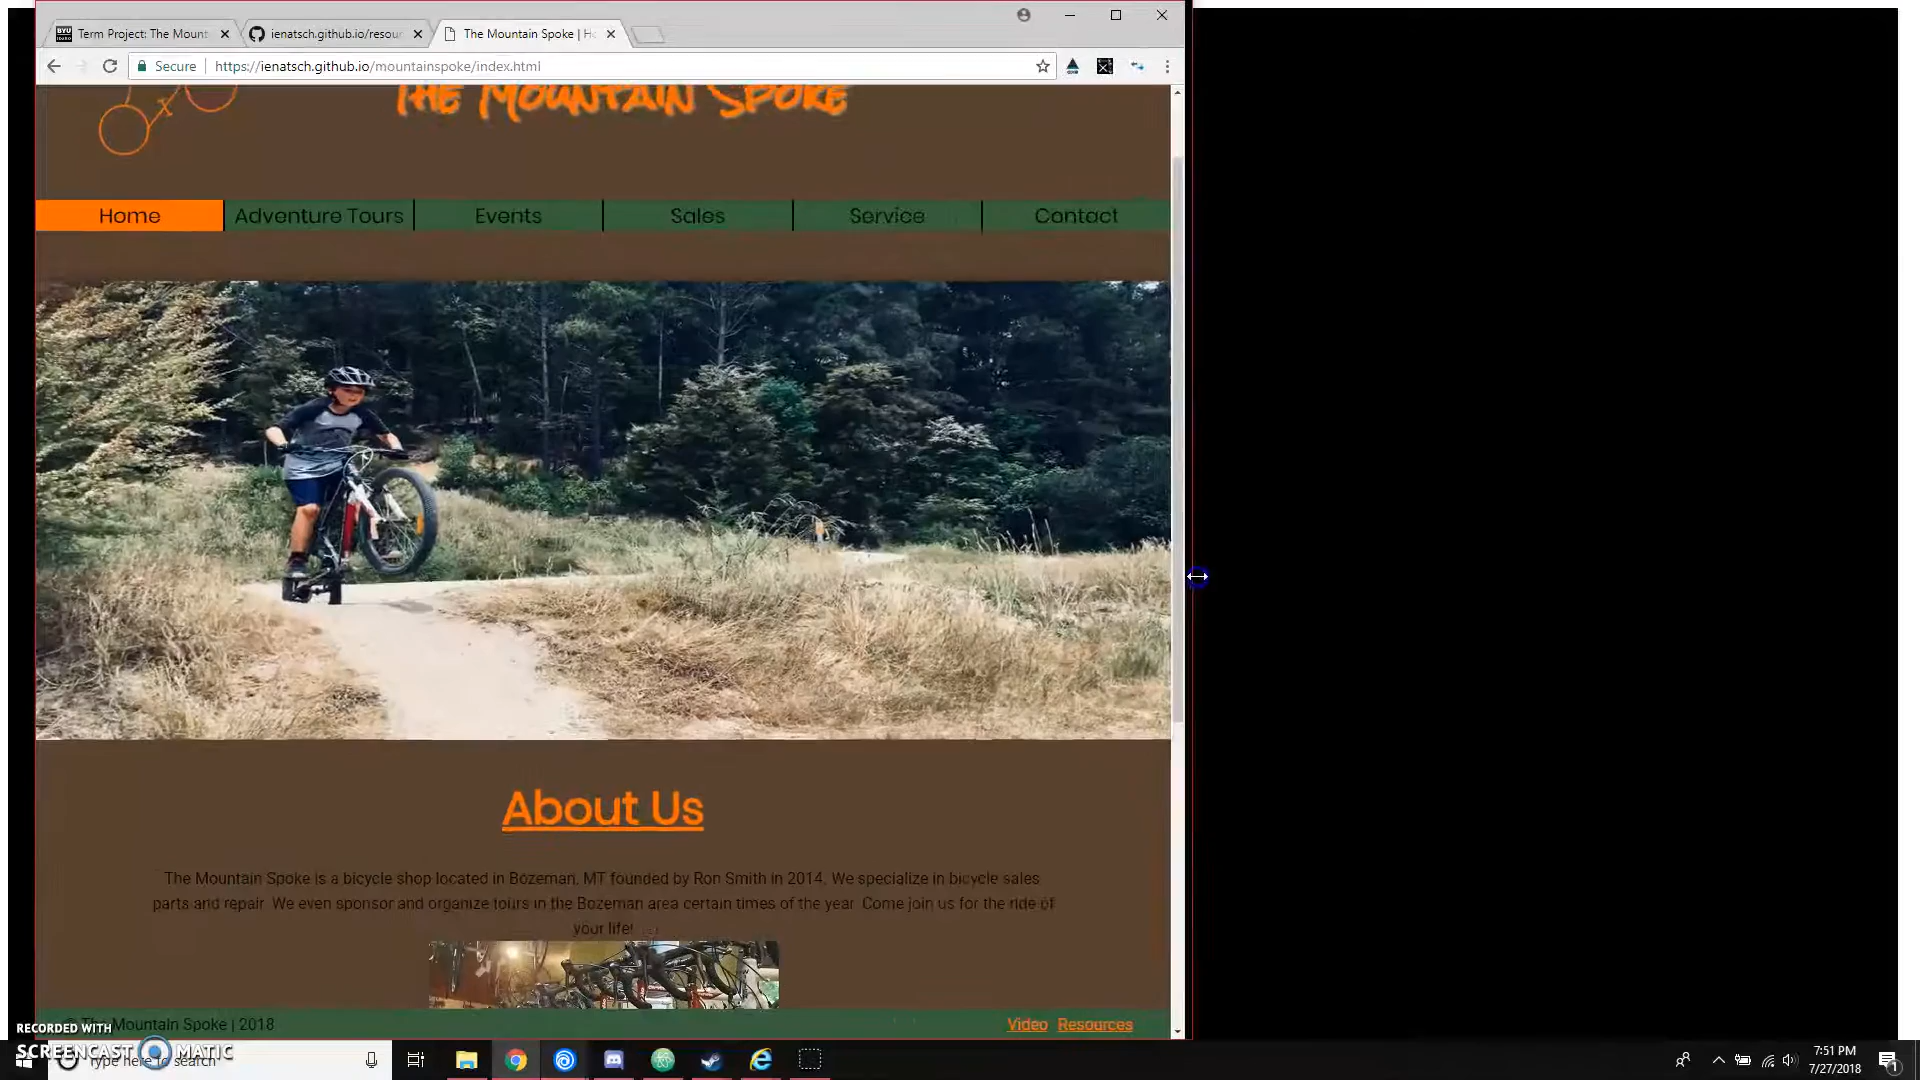 Term Project: The Mount
ienatsch.github.io/resour
The Mountain Spoke | Ho
Secure
https://ienatsch.github.io/mountainspoke/index.html
The Mountain Spoke
Home
Adventure Tours
Events
Sales
Service
Contact
About Us
The Mountain Spoke is a bicycle shop located in Bozeman, MT founded by Ron Smith in 2014. We specialize in bicycle sales
parts and repair. We even sponsor and organize tours in the Bozeman area certain times of the year. Come join us for the ride of
your life!
© The Mountain Spoke | 2018
Video Resources
RECORDED WITH
SCREENCAST MATIC
Type here to search
7:51 PM
7/27/2018